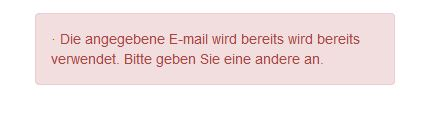 · Die angegebene E-mail wird bereits wird bereits
verwendet. Bitte geben Sie eine andere an.